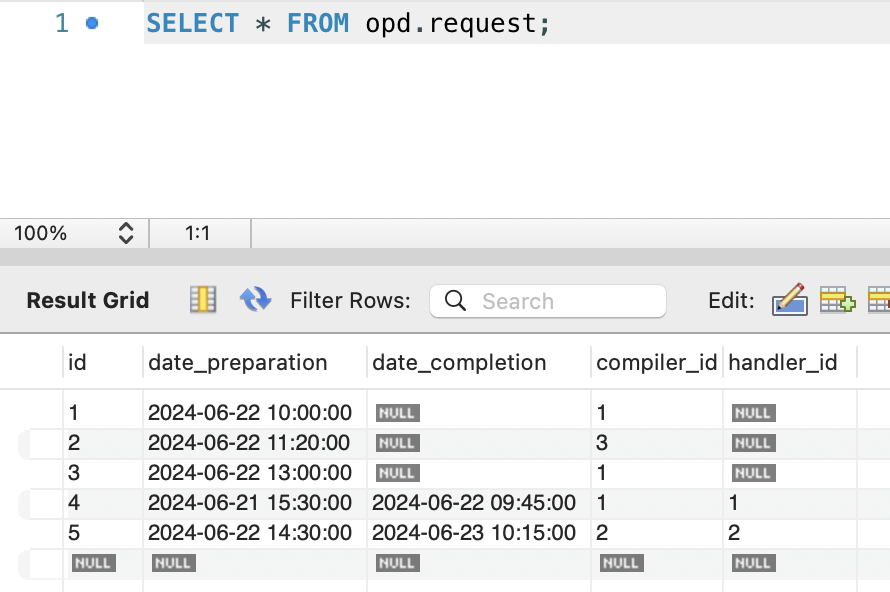 1 SELECT * FROM opd.request;
100% 1:1
Result Grid Filter Rows: Search Edit:
id date_preparation date_completion compiler_id handler_id
1 2024-06-22 10:00:00 NULL 1 NULL
2 2024-06-22 11:20:00 NULL 3 NULL
3 2024-06-22 13:00:00 NULL 1 NULL
4 2024-06-21 15:30:00 2024-06-22 09:45:00 1 1
5 2024-06-22 14:30:00 2024-06-23 10:15:00 2 2
NULL NULL NULL NULL NULL